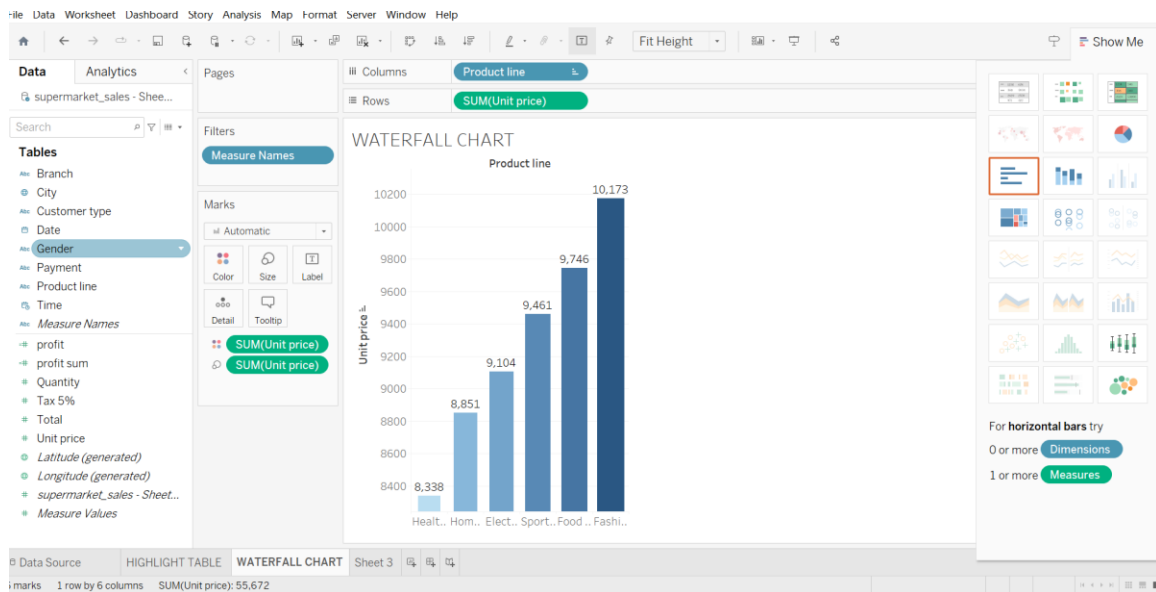 File Data Worksheet Dashboard Story Analysis Map Format Server Window Help
Fit Height
Show Me
Data Analytics
supermarket_sales - Shee...
Search
Tables
Branch
City
Customer type
Date
Gender
Payment
Product line
Time
Measure Names
profit
profit sum
Quantity
Tax 5%
Total
Unit price
Latitude (generated)
Longitude (generated)
supermarket_sales - Sheet...
Measure Values
Pages
Filters
Measure Names
Marks
Automatic
Color Size Label
Detail Tooltip
SUM(Unit price)
SUM(Unit price)
Columns Product line
Rows SUM(Unit price)
WATERFALL CHART
Product line
Unit price
10200
10000
9800
9600
9400
9200
9000
8800
8600
8400
8,338
8,851
9,104
9,461
9,746
10,173
Healt.. Hom.. Elect.. Sport.. Food .. Fashi..
For horizontal bars try
0 or more Dimensions
1 or more Measures
Data Source HIGHLIGHT TABLE WATERFALL CHART Sheet 3
marks 1 row by 6 columns SUM(Unit price): 55,672